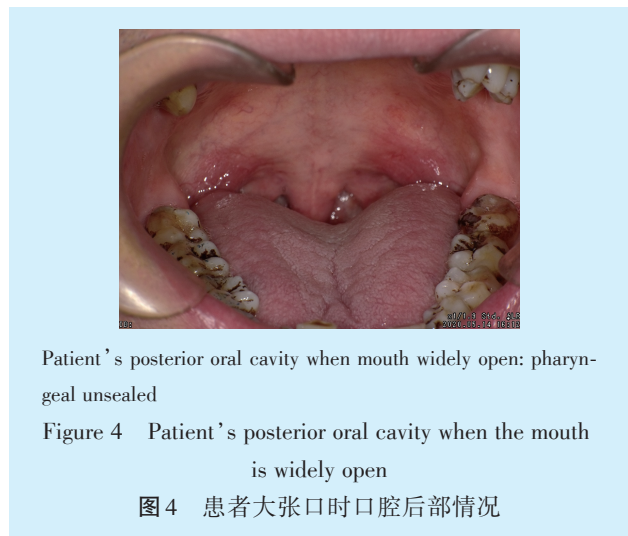 Patient's posterior oral cavity when mouth widely open: pharyn-
geal unsealed
Figure 4 Patient's posterior oral cavity when the mouth
is widely open
图4 患者大张口时口腔后部情况